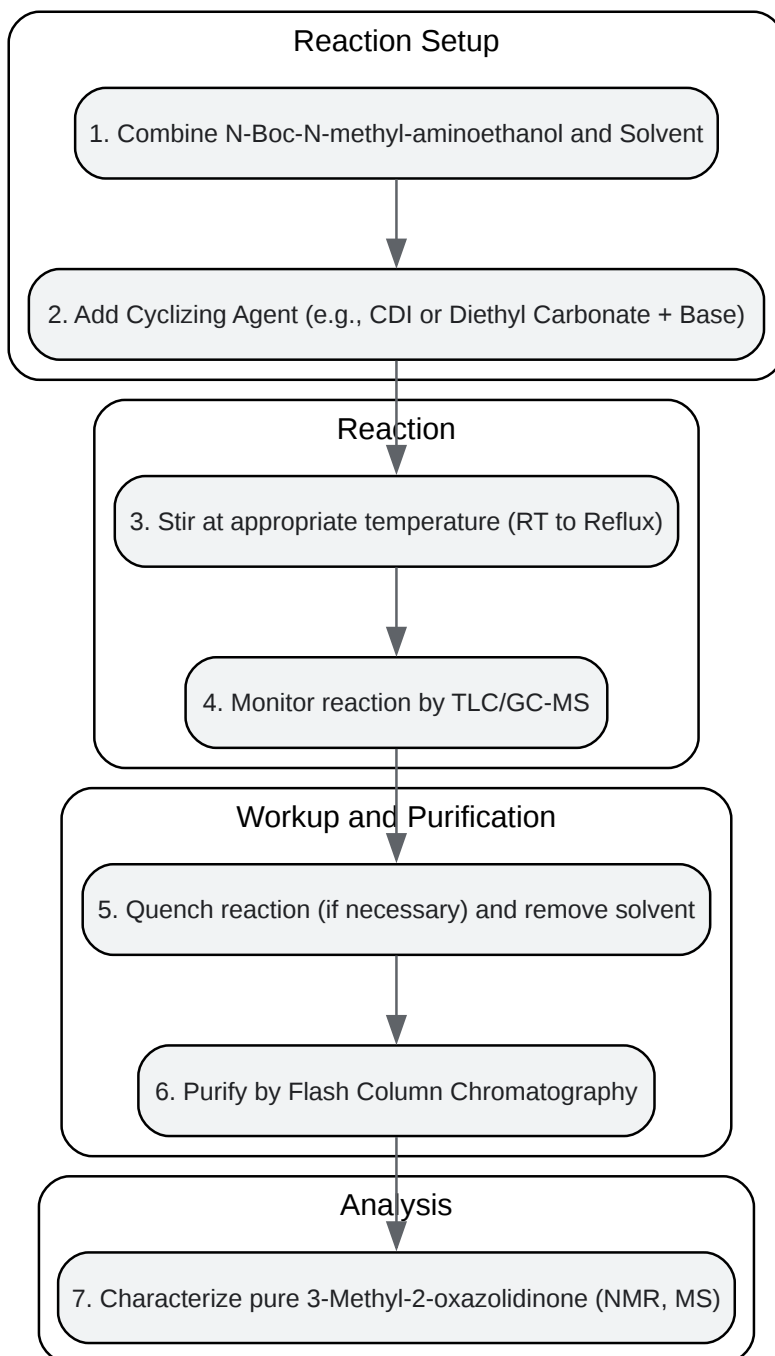 Reaction Setup
1. Combine N-Boc-N-methyl-aminoethanol and Solvent
2. Add Cyclizing Agent (e.g., CDI or Diethyl Carbonate + Base)
Reaction
3. Stir at appropriate temperature (RT to Reflux)
4. Monitor reaction by TLC/GC-MS
Workup and Purification
5. Quench reaction (if necessary) and remove solvent
6. Purify by Flash Column Chromatography
Analysis
7. Characterize pure 3-Methyl-2-oxazolidinone (NMR, MS)